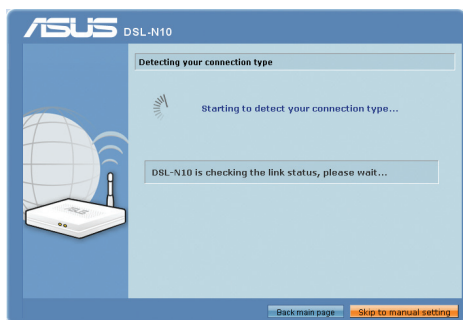 ASUS DSL-N10
Detecting your connection type
Starting to detect your connection type...
DSL-N10 is checking the link status, please wait...
ASUS
Back main page
Skip to manual setting